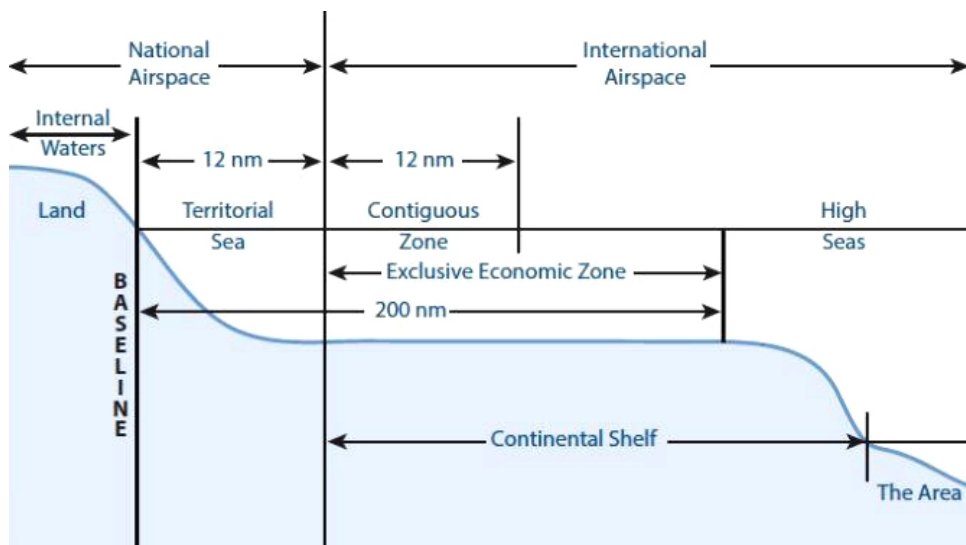 National
Airspace
International
Airspace
Internal
Waters
12 nm
12 nm
Land
Territorial
Sea
Contiguous
Zone
High
Seas
Exclusive Economic Zone
200 nm
BASELINE
Continental Shelf
The Area